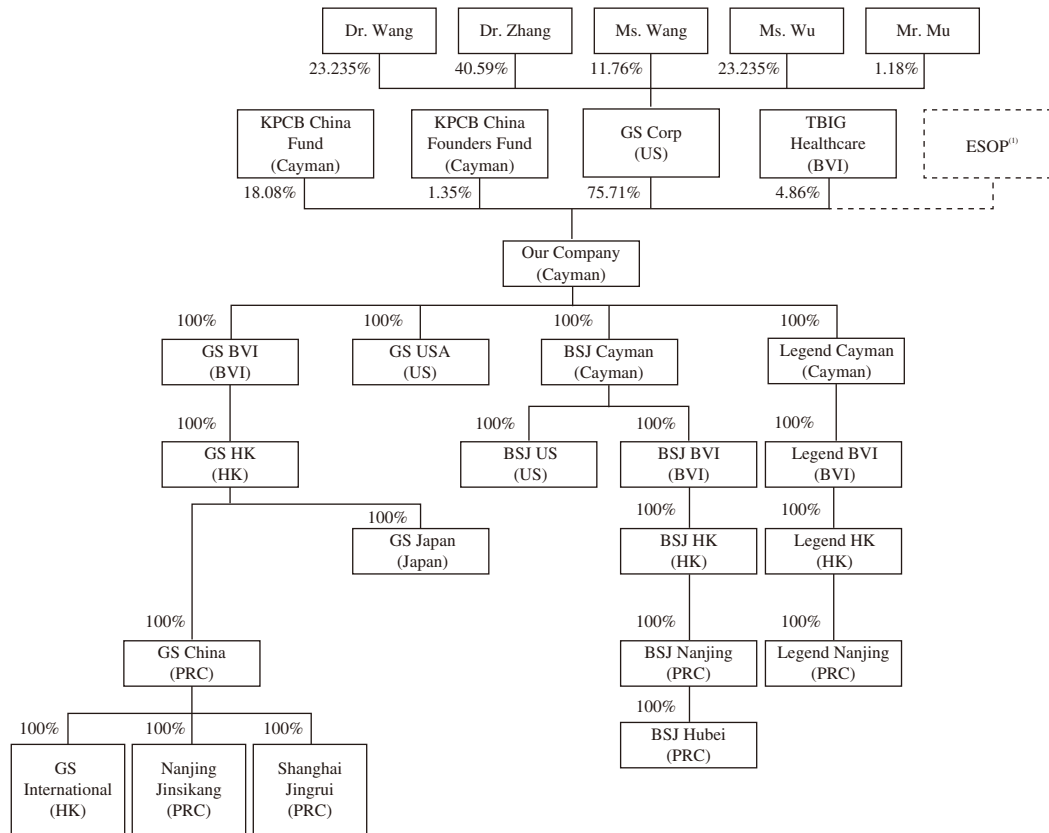 Dr. Wang
Dr. Zhang
Ms. Wang
Ms. Wu
Mr. Mu
23.235%
40.59%
11.76%
23.235%
1.18%
KPCB China
Fund
(Cayman)
KPCB China
Founders Fund
(Cayman)
GS Corp
(US)
TBIG
Healthcare
(BVI)
ESOP(1)
18.08%
1.35%
75.71%
4.86%
Our Company
(Cayman)
100%
100%
100%
100%
GS BVI
(BVI)
GS USA
(US)
BSJ Cayman
(Cayman)
Legend Cayman
(Cayman)
100%
100%
100%
100%
GS HK
(HK)
BSJ US
(US)
BSJ BVI
(BVI)
Legend BVI
(BVI)
100%
100%
100%
GS Japan
(Japan)
BSJ HK
(HK)
Legend HK
(HK)
100%
100%
100%
GS China
(PRC)
BSJ Nanjing
(PRC)
Legend Nanjing
(PRC)
100%
BSJ Hubei
(PRC)
100%
100%
100%
GS
International
(HK)
Nanjing
Jinsikang
(PRC)
Shanghai
Jingrui
(PRC)